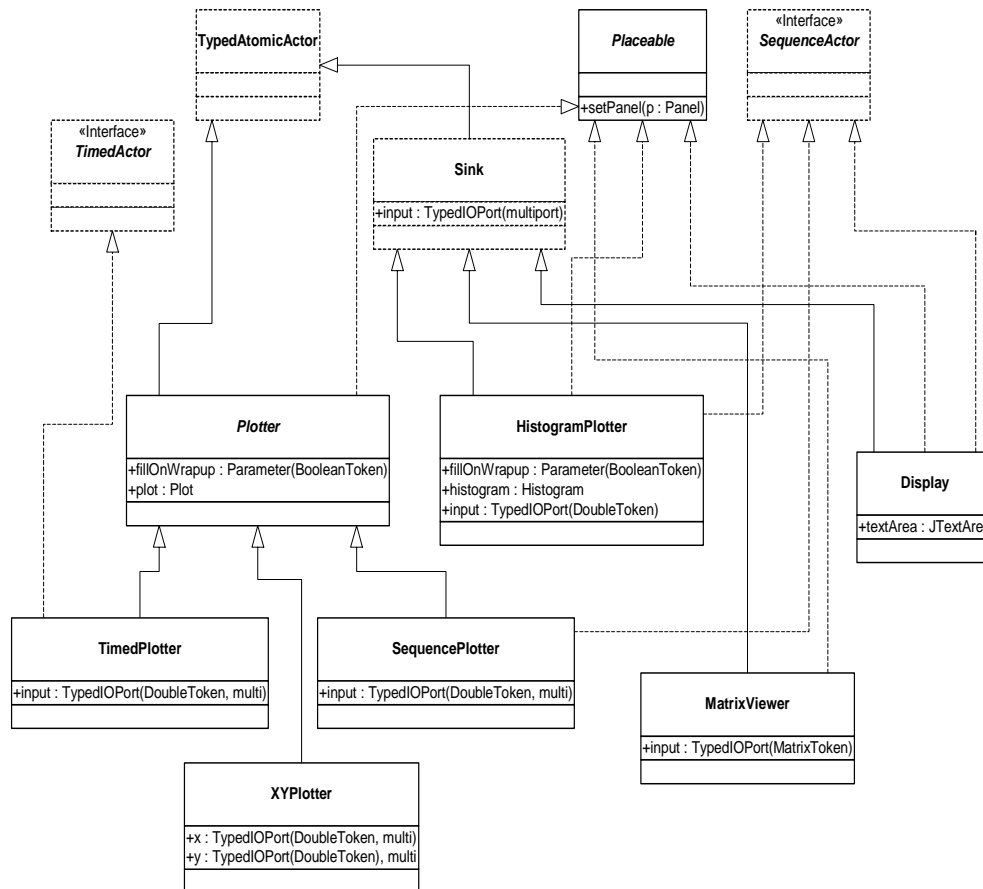 TypedAtomicActor
Placeable
+setPanel(p : Panel)
«Interface»
SequenceActor
«Interface»
TimedActor
Sink
+input : TypedIOPort(multiport)
Plotter
+fillOnWrapup : Parameter(BooleanToken)
+plot : Plot
HistogramPlotter
+fillOnWrapup : Parameter(BooleanToken)
+histogram : Histogram
+input : TypedIOPort(DoubleToken)
Display
+textArea : JTextArea
TimedPlotter
+input : TypedIOPort(DoubleToken, multi)
SequencePlotter
+input : TypedIOPort(DoubleToken, multi)
MatrixViewer
+input : TypedIOPort(MatrixToken)
XYPlotter
+x : TypedIOPort(DoubleToken, multi)
+y : TypedIOPort(DoubleToken), multi